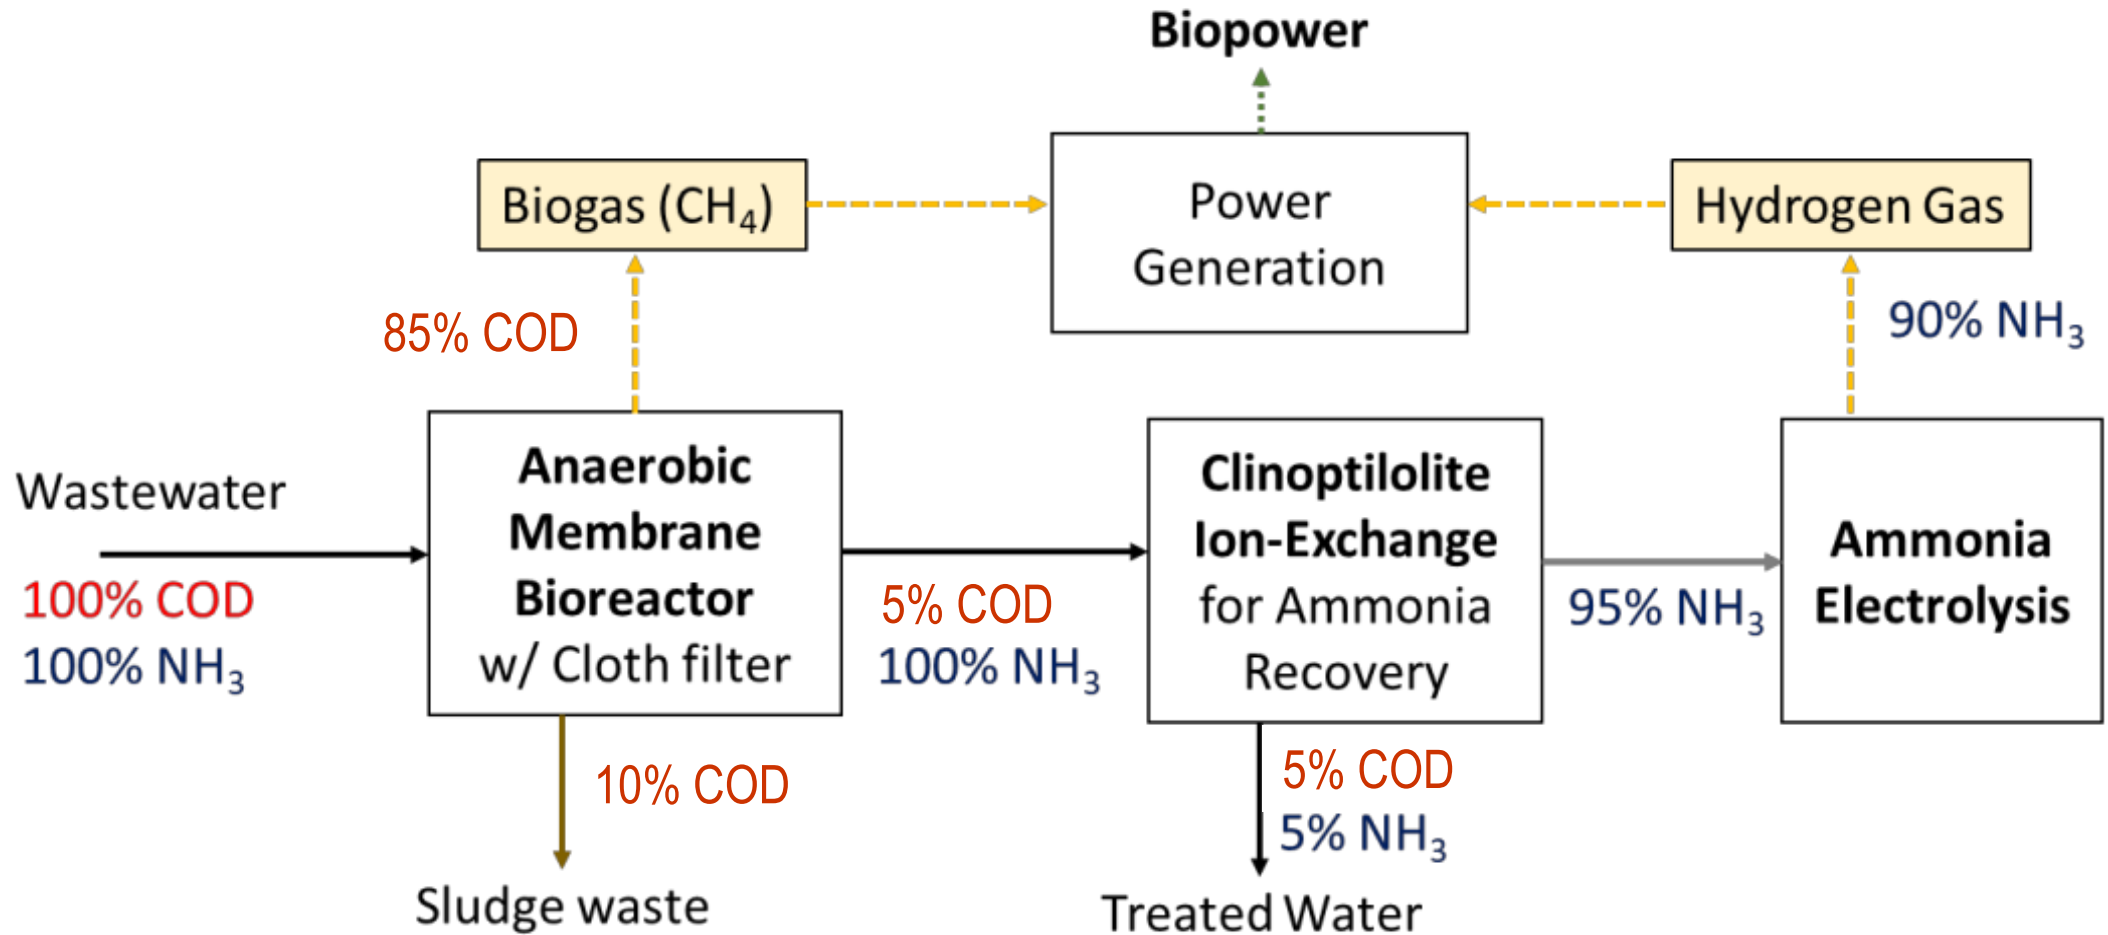 Biopower
Biogas (CH₄)
Power
Generation
Hydrogen Gas
85% COD
90% NH₃
Wastewater
100% COD
100% NH₃
Anaerobic
Membrane
Bioreactor
w/ Cloth filter
5% COD
100% NH₃
Clinoptilolite
Ion-Exchange
for Ammonia
Recovery
95% NH₃
Ammonia
Electrolysis
10% COD
Sludge waste
5% COD
5% NH₃
Treated Water